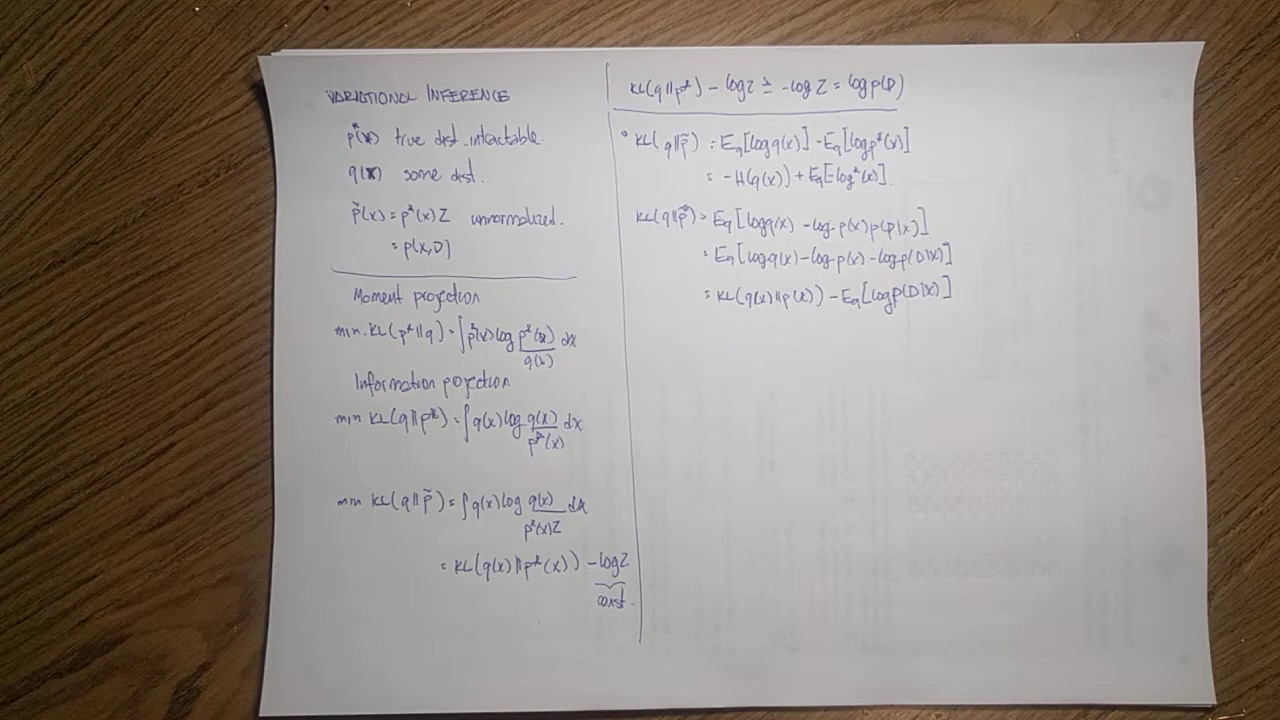 VARIATIONAL INFERENCE
p*(x) true dist. intractable.
q(x) some dist.
p̃(x) = p*(x)Z unnormalized.
= p(x,D)
Moment projection
min. KL(p*||q) = ∫p*(x) log p*(x)/q(x) dx
Information projection
min KL(q||p*) = ∫q(x) log q(x)/p*(x) dx
min KL(q||p̃) = ∫q(x) log q(x)/p*(x)Z dx
= KL(q(x)||p*(x)) - log Z
const.
KL(q||p*) - log Z ≥ -log Z = log p(D)
° KL(q||p̃) = Eq[log q(x)] - Eq[log p*(x)]
= -H(q(x)) + Eq[-log*(x)]
KL(q||p̃) = Eq[log q(x) - log p(x)p(D|x)]
= Eq[log q(x) - log p(x) - log p(D|x)]
= KL(q(x)||p(x)) - Eq[log p(D|x)]